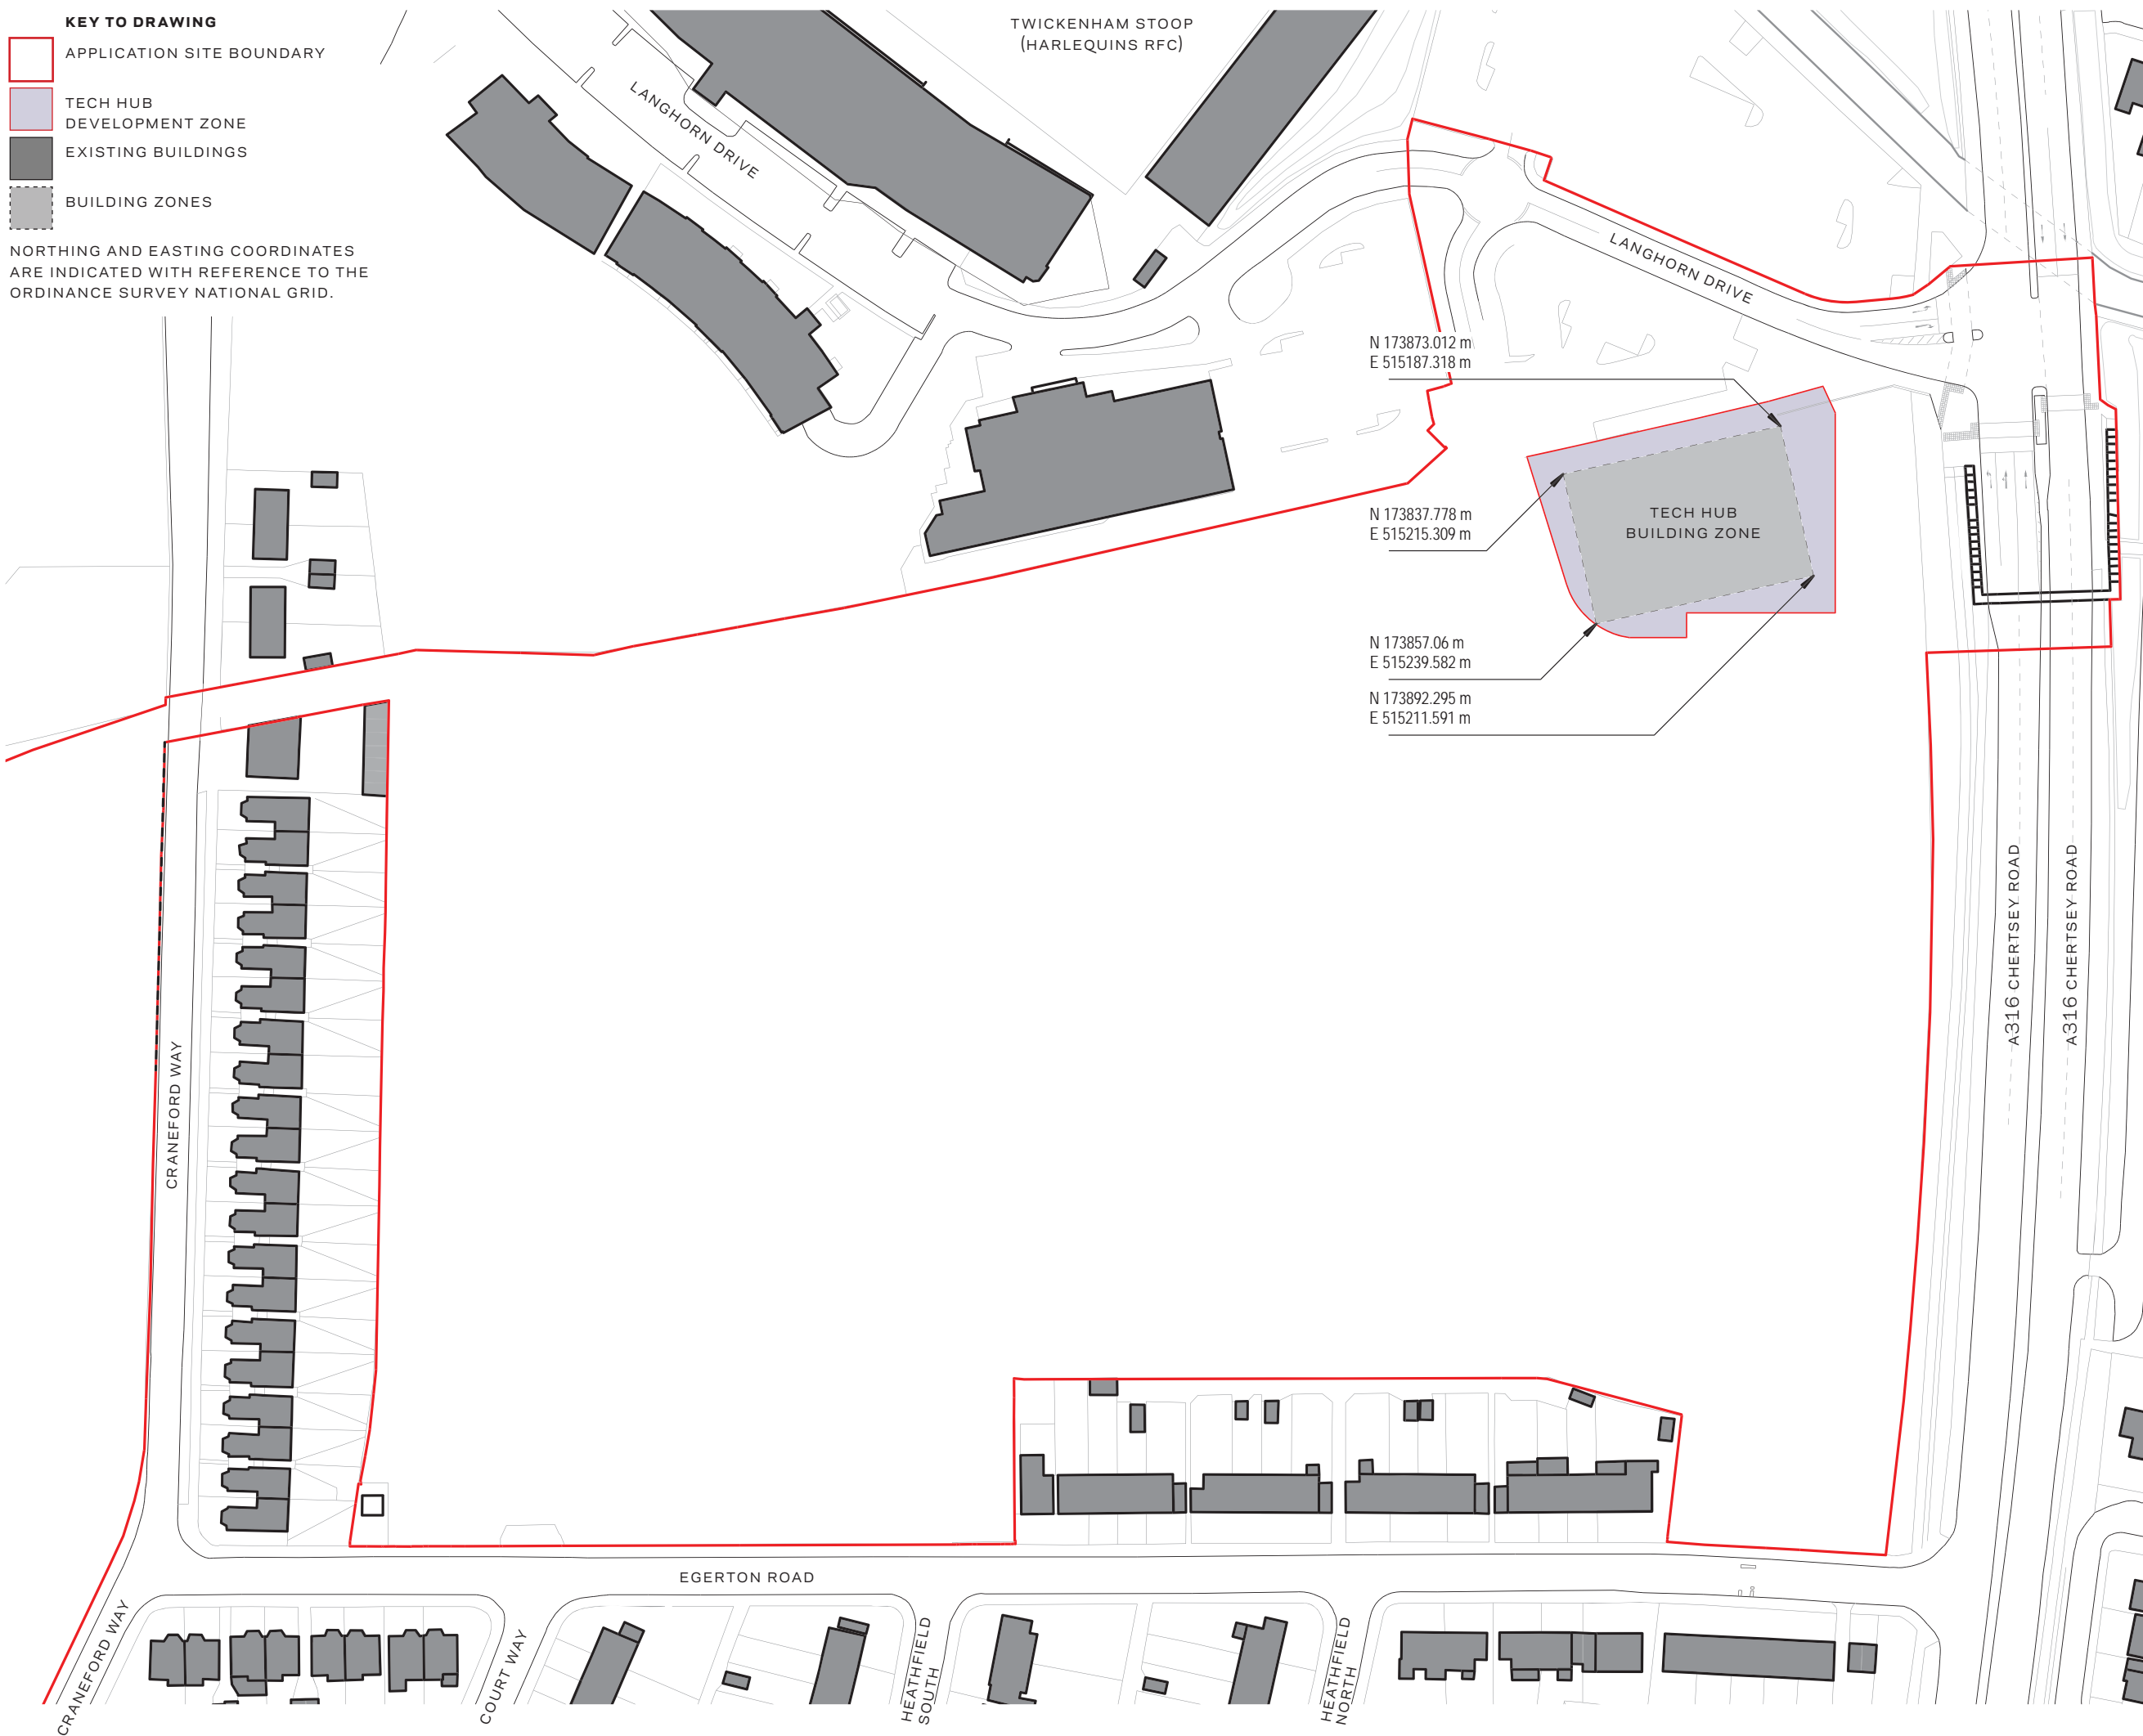 KEY TO DRAWING
APPLICATION SITE BOUNDARY
TECH HUB
DEVELOPMENT ZONE
EXISTING BUILDINGS
BUILDING ZONES
NORTHING AND EASTING COORDINATES
ARE INDICATED WITH REFERENCE TO THE
ORDINANCE SURVEY NATIONAL GRID.
TWICKENHAM STOOP
(HARLEQUINS RFC)
LANGHORN DRIVE
LANGHORN DRIVE
N 173873.012 m
E 515187.318 m
N 173837.778 m
E 515215.309 m
TECH HUB
BUILDING ZONE
N 173857.06 m
E 515239.582 m
N 173892.295 m
E 515211.591 m
A316 CHERTSEY ROAD
A316 CHERTSEY ROAD
CRANEFORD WAY
EGERTON ROAD
CRANEFORD WAY
COURT WAY
HEATHFIELD
SOUTH
HEATHFIELD
NORTH